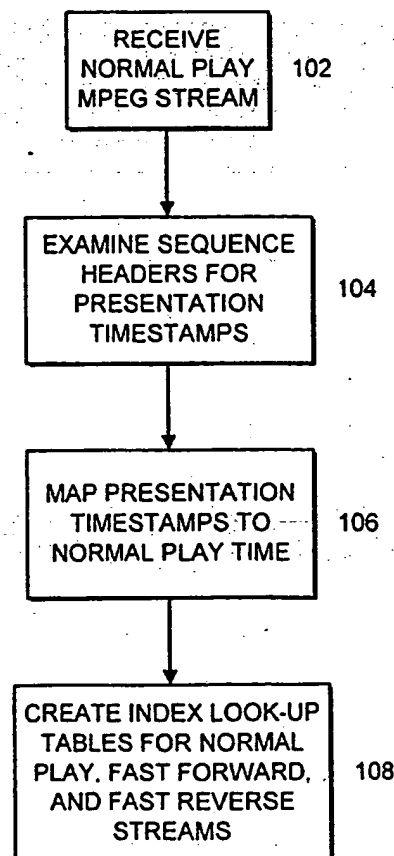 RECEIVE
NORMAL PLAY
MPEG STREAM
102
EXAMINE SEQUENCE
HEADERS FOR
PRESENTATION
TIMESTAMPS
104
MAP PRESENTATION
TIMESTAMPS TO
NORMAL PLAY TIME
106
CREATE INDEX LOOK-UP
TABLES FOR NORMAL
PLAY, FAST FORWARD,
AND FAST REVERSE
STREAMS
108